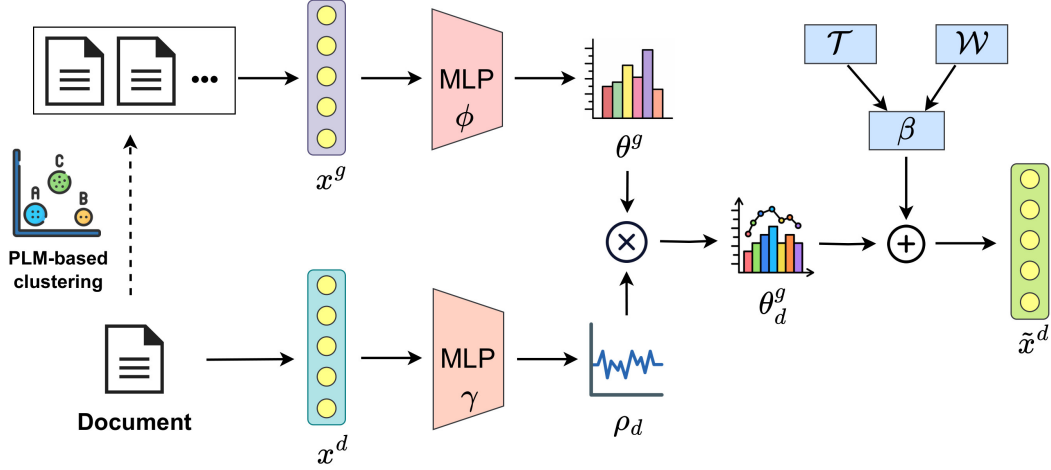 MLP
ϕ
x^g
θ^g
𝒯
𝒲
β
A
C
B
PLM-based
clustering
θ_d^g
x̃^d
Document
x^d
MLP
γ
ρ_d